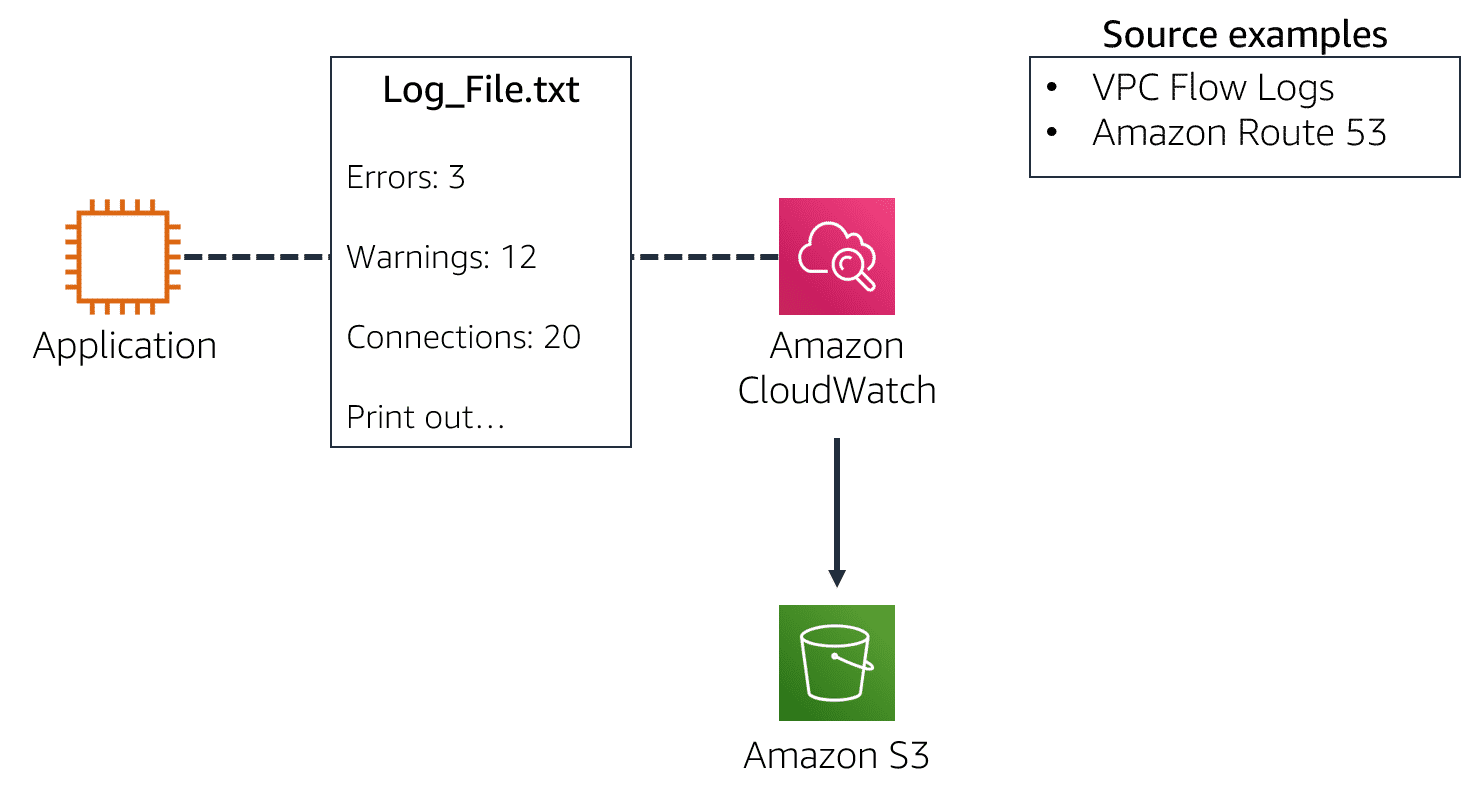 Source examples
• VPC Flow Logs
• Amazon Route 53
Log_File.txt
Errors: 3
Warnings: 12
Connections: 20
Print out...
Application
Amazon
CloudWatch
Amazon S3